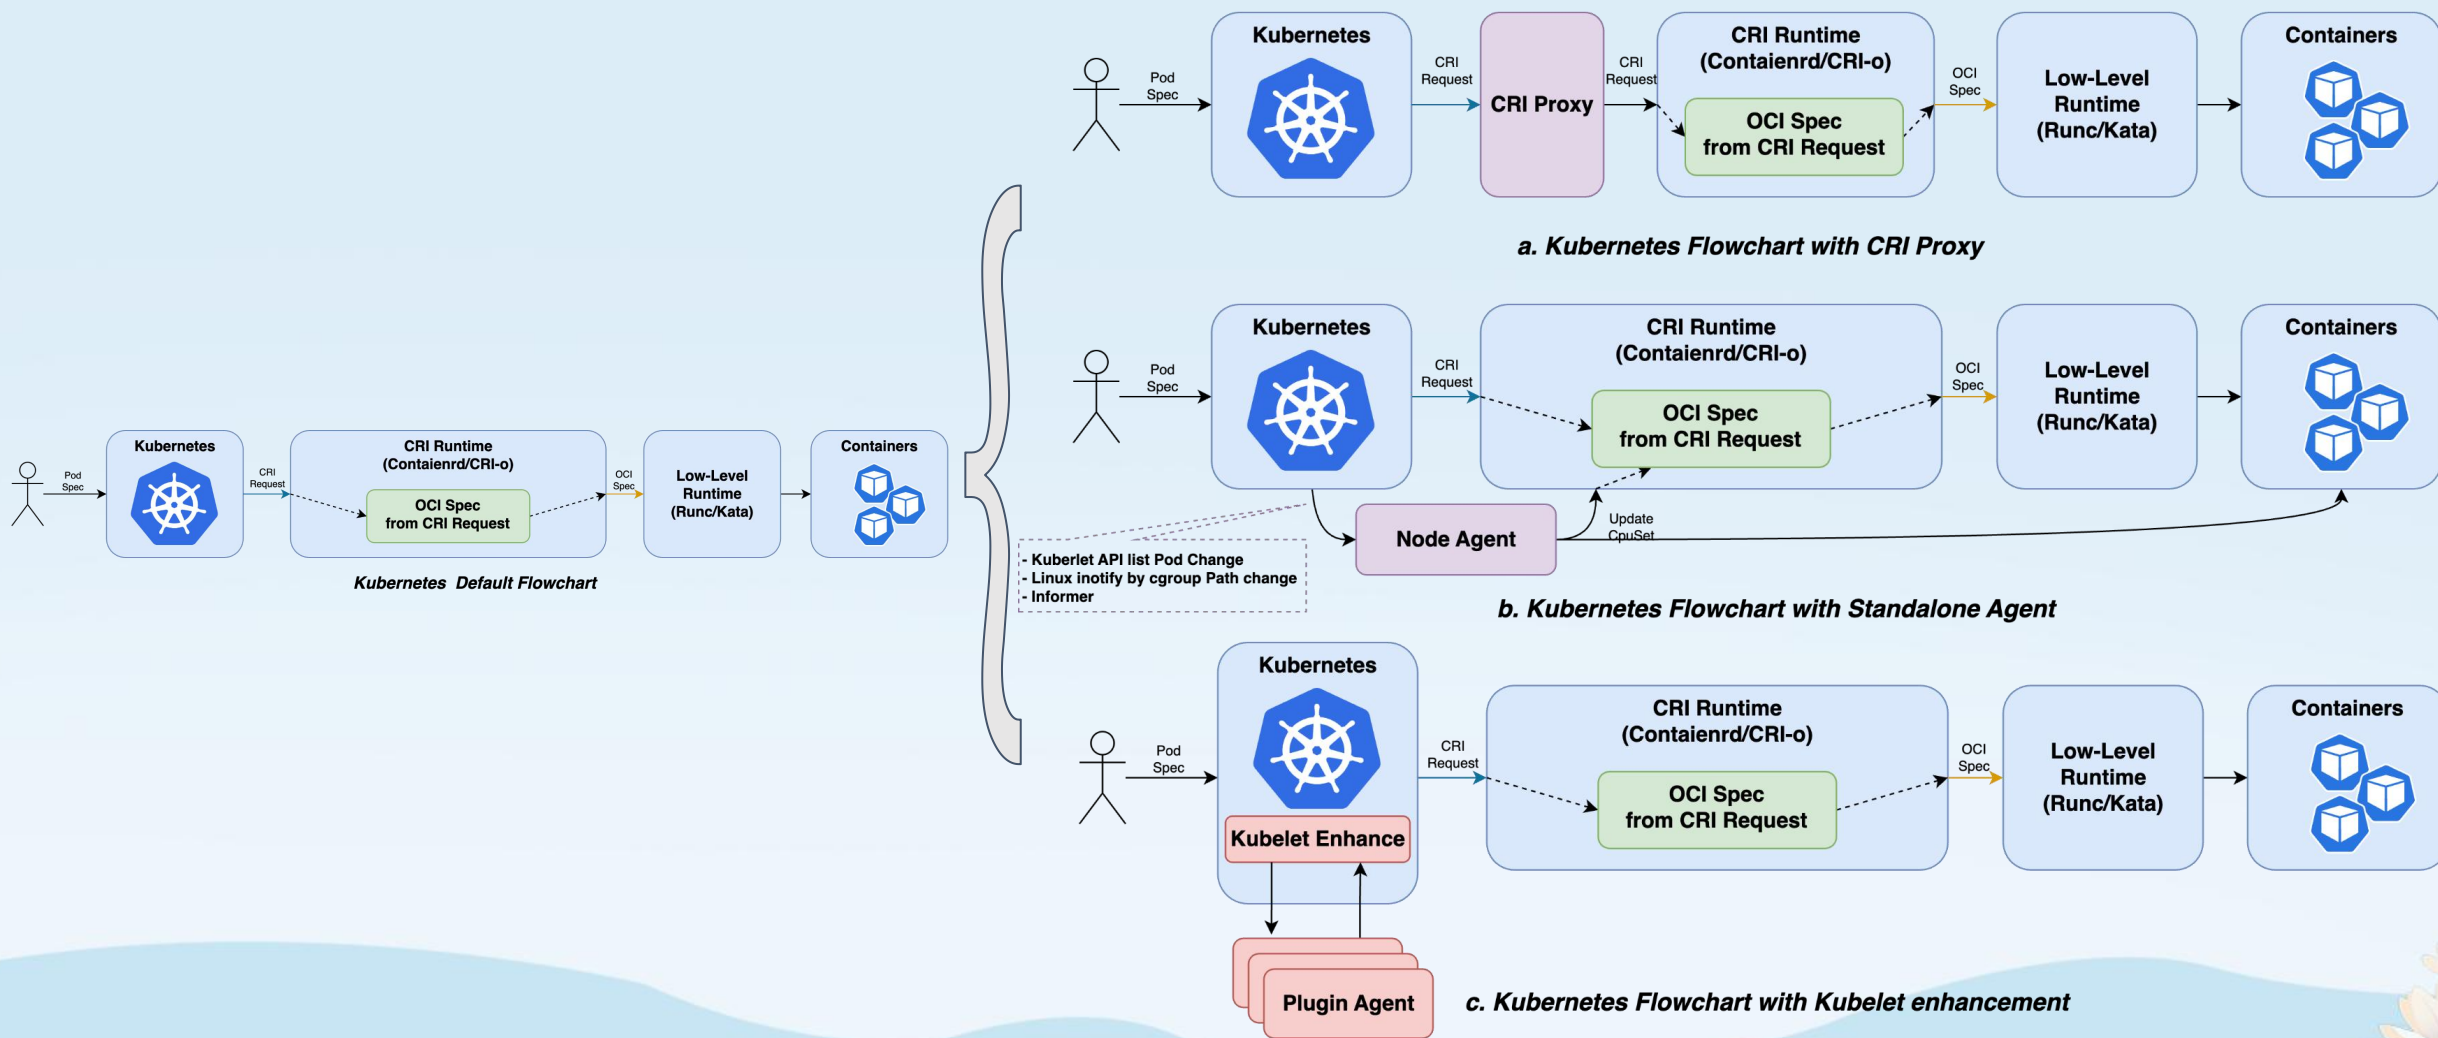 Pod
Spec
Kubernetes
CRI
Request
CRI Runtime
(Contaienrd/CRI-o)
OCI Spec
from CRI Request
OCI
Spec
Low-Level
Runtime
(Runc/Kata)
Containers
Kubernetes Default Flowchart
Pod
Spec
Kubernetes
CRI
Request
CRI Proxy
CRI
Request
CRI Runtime
(Contaienrd/CRI-o)
OCI Spec
from CRI Request
OCI
Spec
Low-Level
Runtime
(Runc/Kata)
Containers
a. Kubernetes Flowchart with CRI Proxy
Pod
Spec
Kubernetes
CRI
Request
CRI Runtime
(Contaienrd/CRI-o)
OCI Spec
from CRI Request
OCI
Spec
Low-Level
Runtime
(Runc/Kata)
Containers
- Kuberlet API list Pod Change
- Linux inotify by cgroup Path change
- Informer
Node Agent
Update
CpuSet
b. Kubernetes Flowchart with Standalone Agent
Pod
Spec
Kubernetes
Kubelet Enhance
CRI
Request
CRI Runtime
(Contaienrd/CRI-o)
OCI Spec
from CRI Request
OCI
Spec
Low-Level
Runtime
(Runc/Kata)
Containers
Plugin Agent
c. Kubernetes Flowchart with Kubelet enhancement